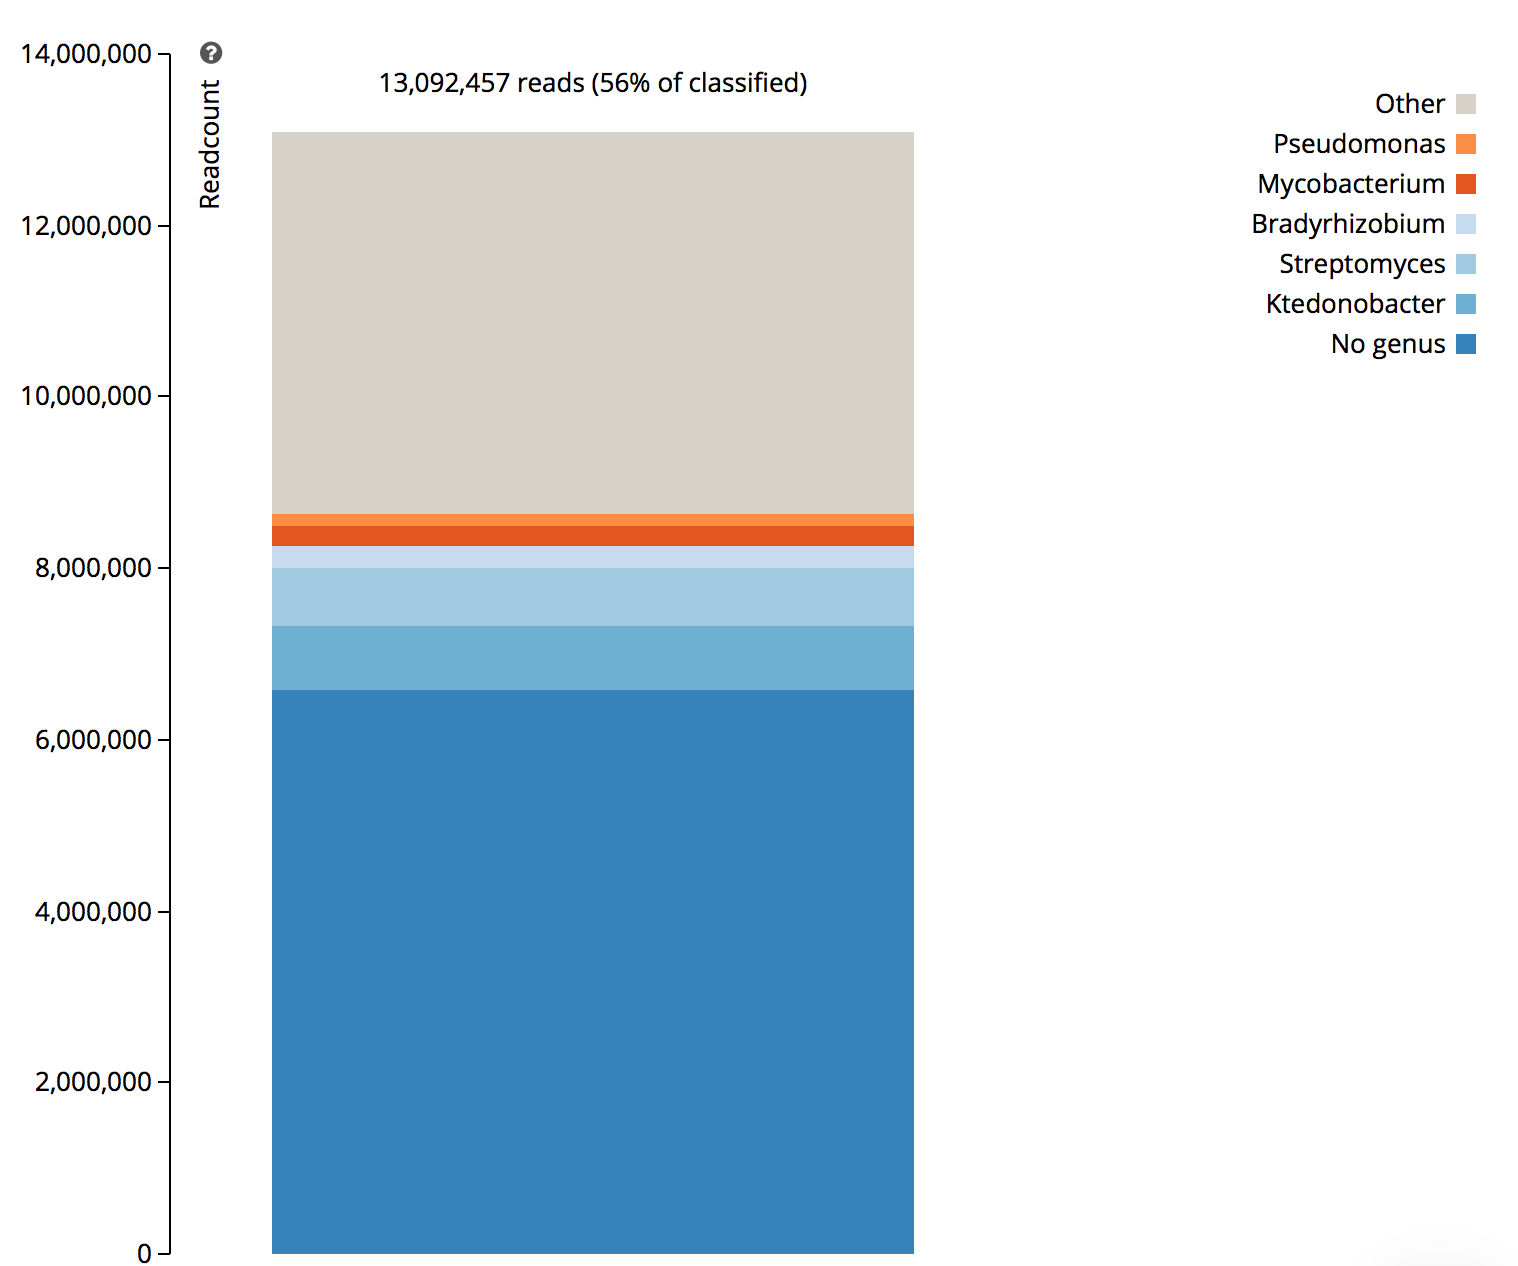 13,092,457 reads (56% of classified)
Readcount
?
14,000,000
12,000,000
10,000,000
8,000,000
6,000,000
4,000,000
2,000,000
0
Other
Pseudomonas
Mycobacterium
Bradyrhizobium
Streptomyces
Ktedonobacter
No genus